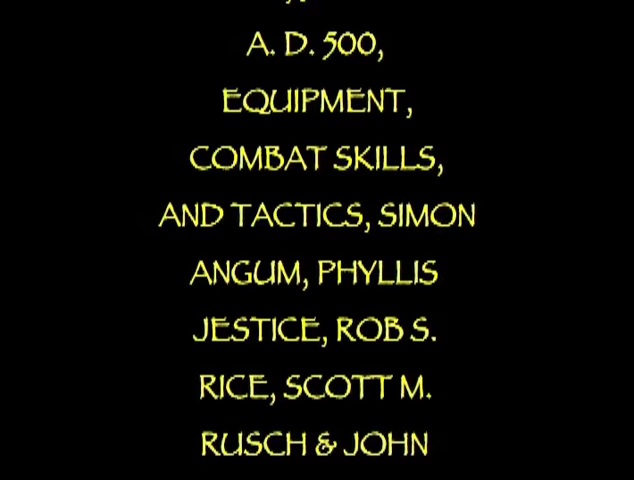 A. D. 500,
EQUIPMENT,
COMBAT SKILLS,
AND TACTICS, SIMON
ANGUM, PHYLLIS
JESTICE, ROB S.
RICE, SCOTT M.
RUSCH & JOHN